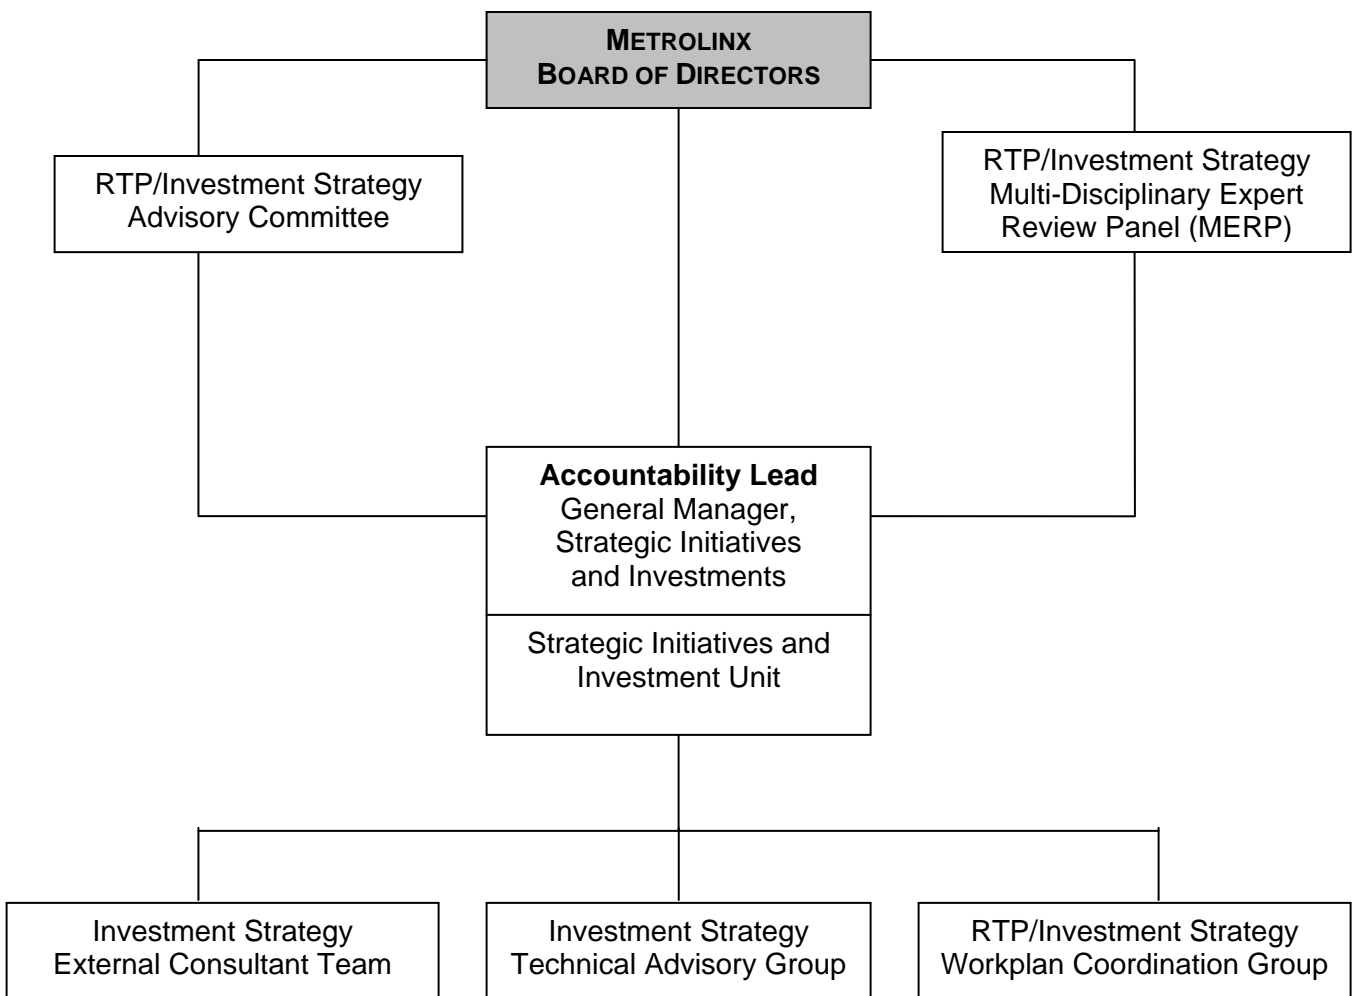 METROLINX
BOARD OF DIRECTORS
RTP/Investment Strategy
Advisory Committee
RTP/Investment Strategy
Multi-Disciplinary Expert
Review Panel (MERP)
Accountability Lead
General Manager,
Strategic Initiatives
and Investments
Strategic Initiatives and
Investment Unit
Investment Strategy
External Consultant Team
Investment Strategy
Technical Advisory Group
RTP/Investment Strategy
Workplan Coordination Group